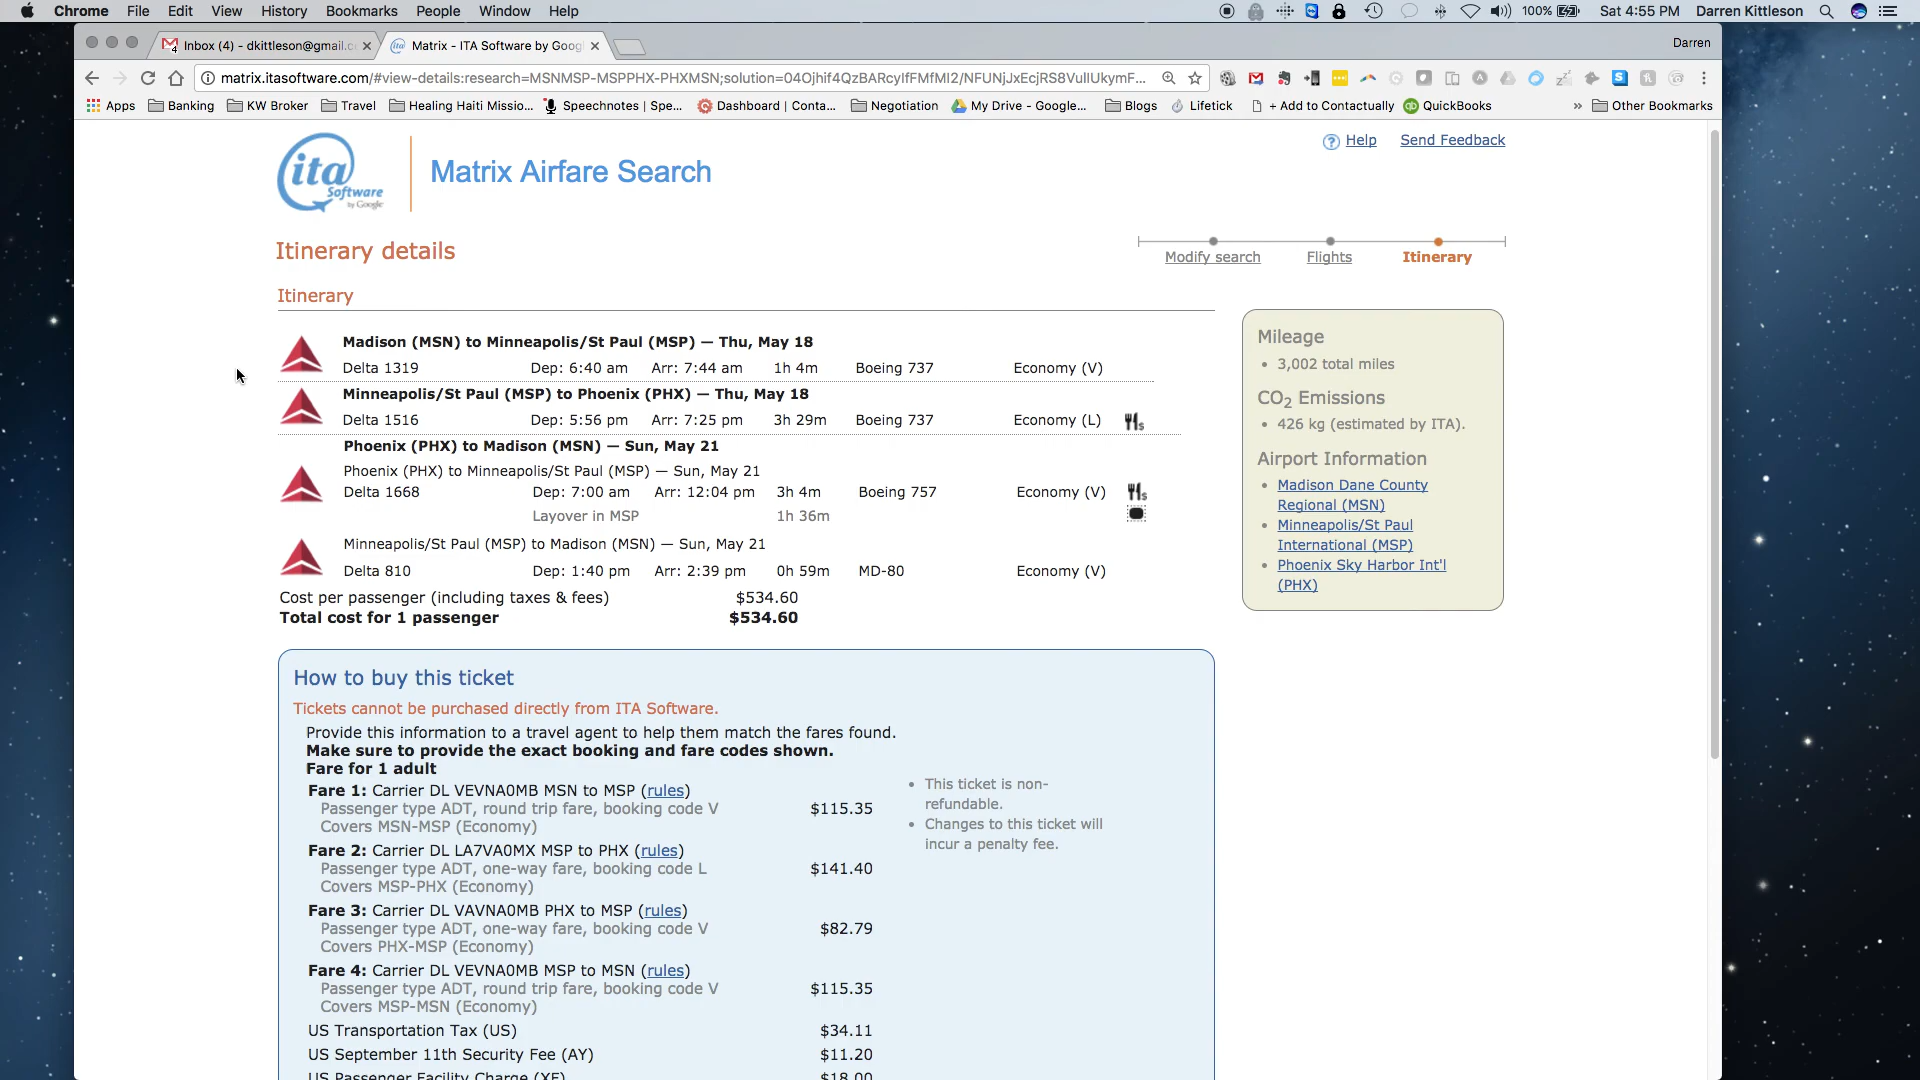 Chrome File Edit View History Bookmarks People Window Help 100% Sat 4:55 PM Darren Kittleson
Inbox (4) - dkittleson@gmail.c
Matrix - ITA Software by Goog
Darren
matrix.itasoftware.com/#view-details:research=MSNMSP-MSPPHX-PHXMSN;solution=
Apps Banking KW Broker Travel Healing Haiti Missio... Speechnotes | Spe... Dashboard | Conta... Negotiation My Drive - Google... Blogs Lifetick + Add to Contactually QuickBooks » Other Bookmarks
ita Software by Google
Matrix Airfare Search
? Help Send Feedback
Itinerary details
Modify search Flights Itinerary
Itinerary
Madison (MSN) to Minneapolis/St Paul (MSP) — Thu, May 18
Delta 1319 Dep: 6:40 am Arr: 7:44 am 1h 4m Boeing 737 Economy (V)
Minneapolis/St Paul (MSP) to Phoenix (PHX) — Thu, May 18
Delta 1516 Dep: 5:56 pm Arr: 7:25 pm 3h 29m Boeing 737 Economy (L)
Phoenix (PHX) to Madison (MSN) — Sun, May 21
Phoenix (PHX) to Minneapolis/St Paul (MSP) — Sun, May 21
Delta 1668 Dep: 7:00 am Arr: 12:04 pm 3h 4m Boeing 757 Economy (V)
Layover in MSP 1h 36m
Minneapolis/St Paul (MSP) to Madison (MSN) — Sun, May 21
Delta 810 Dep: 1:40 pm Arr: 2:39 pm 0h 59m MD-80 Economy (V)
Cost per passenger (including taxes & fees) $534.60
Total cost for 1 passenger $534.60
Mileage
• 3,002 total miles
CO2 Emissions
• 426 kg (estimated by ITA).
Airport Information
• Madison Dane County
Regional (MSN)
• Minneapolis/St Paul
International (MSP)
• Phoenix Sky Harbor Int'l
(PHX)
How to buy this ticket
Tickets cannot be purchased directly from ITA Software.
Provide this information to a travel agent to help them match the fares found.
Make sure to provide the exact booking and fare codes shown.
Fare for 1 adult
Fare 1: Carrier DL VEVNA0MB MSN to MSP (rules)
Passenger type ADT, round trip fare, booking code V $115.35
Covers MSN-MSP (Economy)
Fare 2: Carrier DL LA7VA0MX MSP to PHX (rules)
Passenger type ADT, one-way fare, booking code L $141.40
Covers MSP-PHX (Economy)
Fare 3: Carrier DL VAVNA0MB PHX to MSP (rules)
Passenger type ADT, one-way fare, booking code V $82.79
Covers PHX-MSP (Economy)
Fare 4: Carrier DL VEVNA0MB MSP to MSN (rules)
Passenger type ADT, round trip fare, booking code V $115.35
Covers MSP-MSN (Economy)
US Transportation Tax (US) $34.11
US September 11th Security Fee (AY) $11.20
US Passenger Facility Charge (XF) $18.00
• This ticket is non-
refundable.
• Changes to this ticket will
incur a penalty fee.